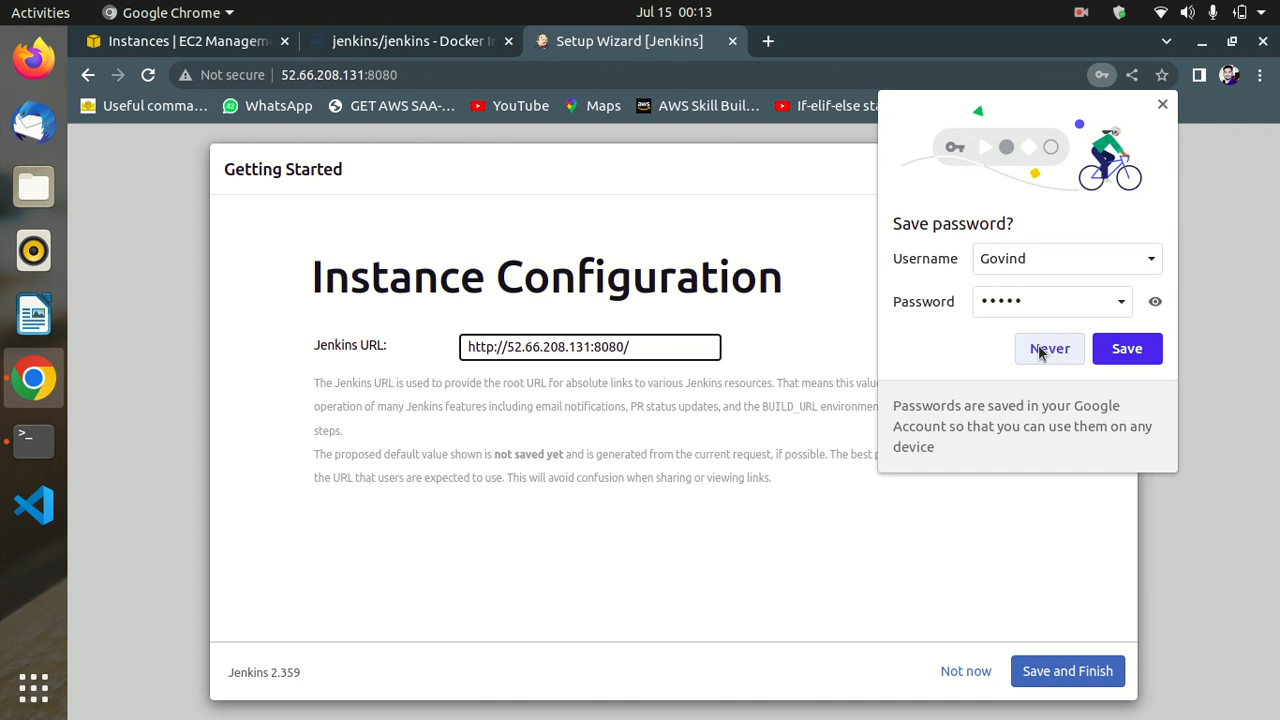 Activities
Google Chrome
Jul 15 00:13
Instances | EC2 Managem
jenkins/jenkins - Docker I
Setup Wizard [Jenkins]
Not secure
52.66.208.131:8080
Useful comma...
WhatsApp
GET AWS SAA-...
YouTube
Maps
AWS Skill Buil...
If-elif-else sta
Getting Started
Instance Configuration
Jenkins URL:
http://52.66.208.131:8080/
The Jenkins URL is used to provide the root URL for absolute links to various Jenkins resources. That means this valu
operation of many Jenkins features including email notifications, PR status updates, and the BUILD_URL environmen
steps.
The proposed default value shown is not saved yet and is generated from the current request, if possible. The best p
the URL that users are expected to use. This will avoid confusion when sharing or viewing links.
Save password?
Username
Govind
Password
•••••
Never
Save
Passwords are saved in your Google
Account so that you can use them on any
device
Jenkins 2.359
Not now
Save and Finish